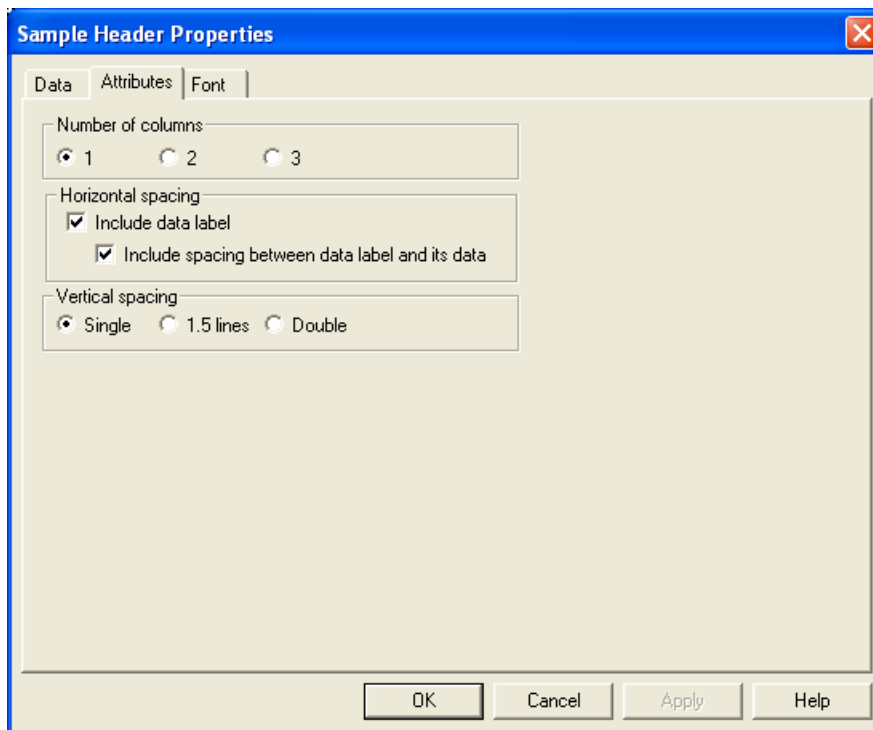 Sample Header Properties
Data Attributes Font
Number of columns
1 2 3
Horizontal spacing
Include data label
Include spacing between data label and its data
Vertical spacing
Single 1.5 lines Double
OK Cancel Apply Help